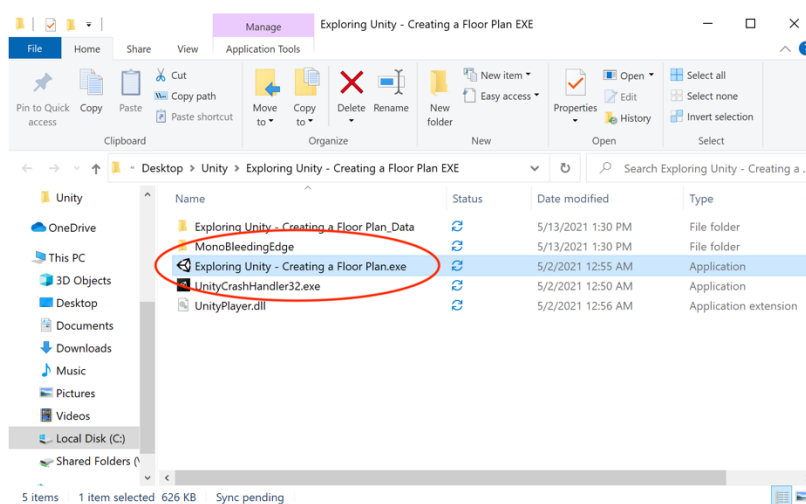 Manage
Exploring Unity - Creating a Floor Plan EXE
File
Home
Share
View
Application Tools
Pin to Quick access
Copy
Paste
Cut
Copy path
Paste shortcut
Move to
Copy to
Delete
Rename
New folder
New item
Easy access
Properties
Open
Edit
History
Select all
Select none
Invert selection
Clipboard
Organize
New
Open
Select
Desktop > Unity > Exploring Unity - Creating a Floor Plan EXE
Search Exploring Unity - Creating a ...
Name
Status
Date modified
Type
Unity
OneDrive
This PC
3D Objects
Desktop
Documents
Downloads
Music
Pictures
Videos
Local Disk (C:)
Shared Folders (\
Exploring Unity - Creating a Floor Plan_Data
5/13/2021 1:30 PM
File folder
MonoBleedingEdge
5/13/2021 1:30 PM
File folder
Exploring Unity - Creating a Floor Plan.exe
5/2/2021 12:55 AM
Application
UnityCrashHandler32.exe
5/2/2021 12:50 AM
Application
UnityPlayer.dll
5/2/2021 12:56 AM
Application extension
5 items
1 item selected 626 KB
Sync pending